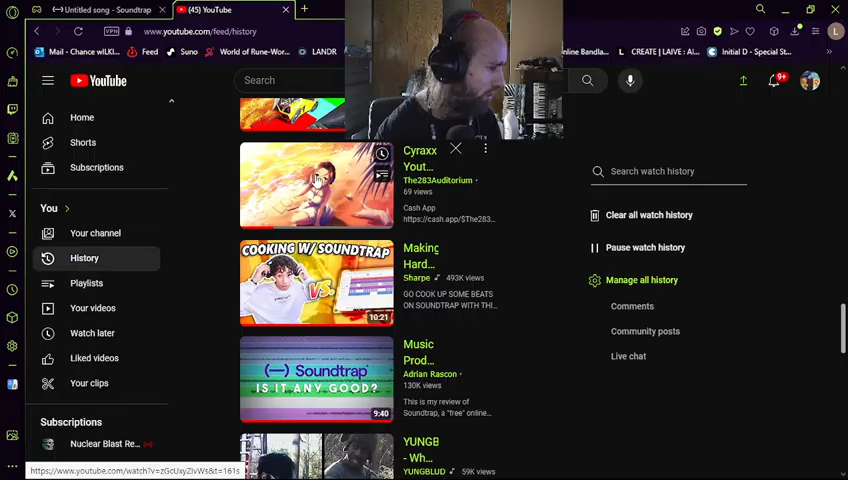 Untitled song - Soundtrap
(45) YouTube
VPN
www.youtube.com/feed/history
L
Mail - Chance wILKI...
Feed
Suno
World of Rune-Wor...
LANDR
Online Bandla...
CREATE | LAIVE : AI...
Initial D - Special St...
YouTube
Search
9+
Home
Shorts
Subscriptions
You
Your channel
History
Playlists
Your videos
Watch later
Liked videos
Your clips
Subscriptions
Nuclear Blast Re...
Cyraxx
Yout...
The283Auditorium
69 views
Cash App
https://cash.app/$The283...
COOKING W/ SOUNDTRAP
VS.
10:21
Making
Hard...
Sharpe
493K views
GO COOK UP SOME BEATS
ON SOUNDTRAP WITH THI...
Soundtrap
IS IT ANY GOOD?
9:40
Music
Prod...
Adrian Rascon
130K views
This is my review of
Soundtrap, a "free" online...
YUNGBL
- Wh...
YUNGBLUD
59K views
Search watch history
Clear all watch history
Pause watch history
Manage all history
Comments
Community posts
Live chat
https://www.youtube.com/watch?v=zGcUxyZIvWs&t=161s